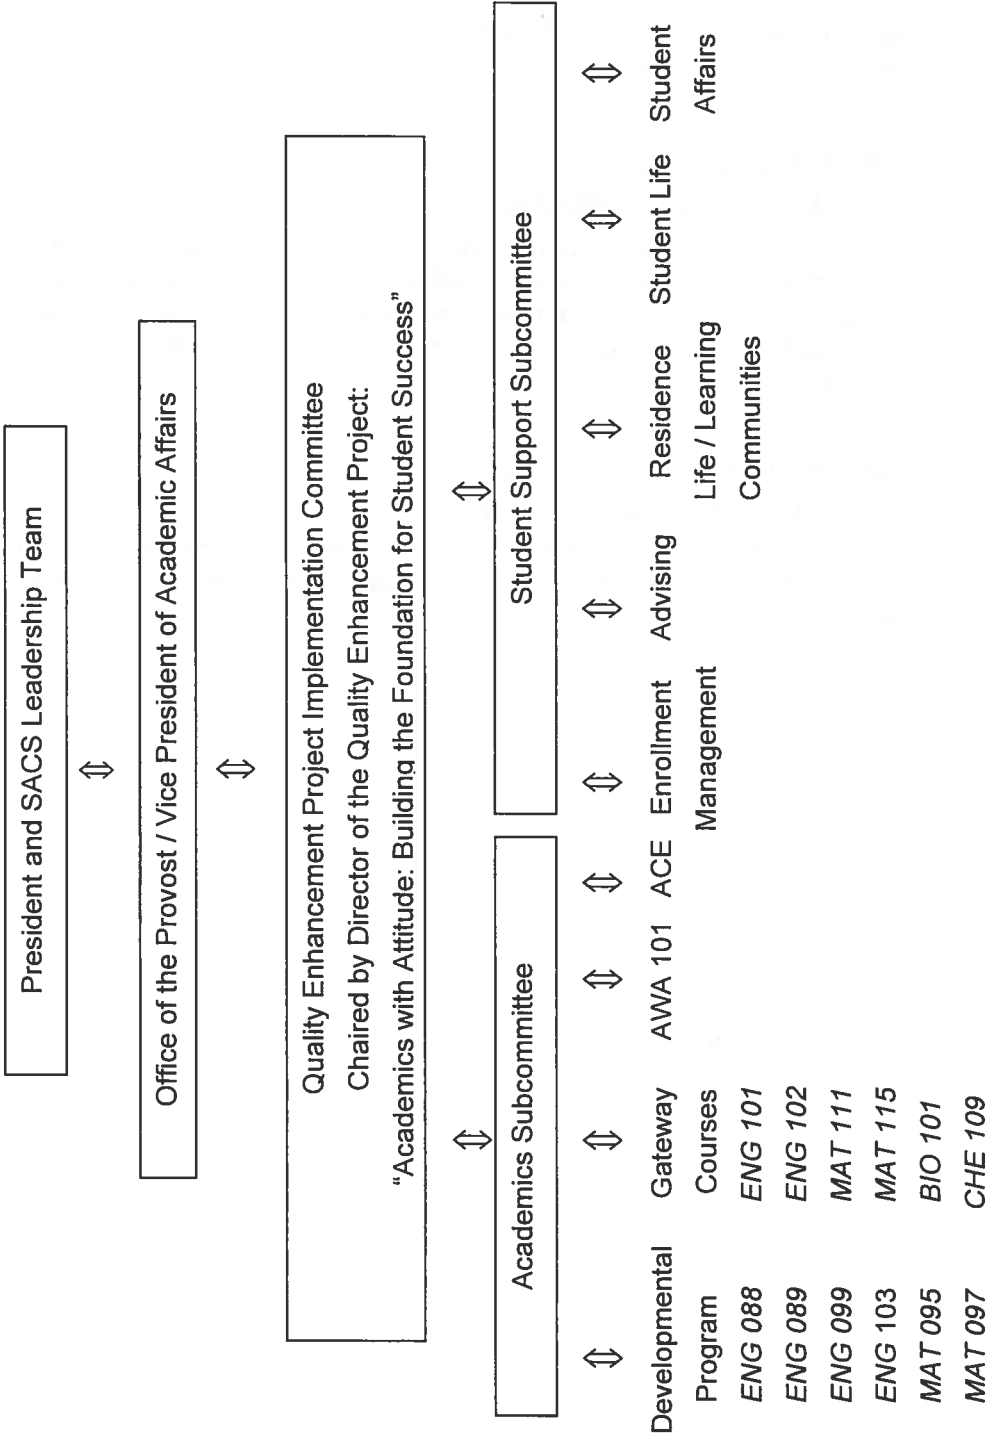 President and SACS Leadership Team
⇕
Office of the Provost / Vice President of Academic Affairs
⇕
Quality Enhancement Project Implementation Committee
Chaired by Director of the Quality Enhancement Project:
“Academics with Attitude: Building the Foundation for Student Success”
⇕ ⇕
Academics Subcommittee
Student Support Subcommittee
⇕ ⇕ ⇕ ⇕ ⇕ ⇕ ⇕ ⇕ ⇕
Developmental
Program
ENG 088
ENG 089
ENG 099
ENG 103
MAT 095
MAT 097
Gateway
Courses
ENG 101
ENG 102
MAT 111
MAT 115
BIO 101
CHE 109
AWA 101
ACE
Enrollment
Management
Advising
Residence
Life / Learning
Communities
Student Life
Student
Affairs